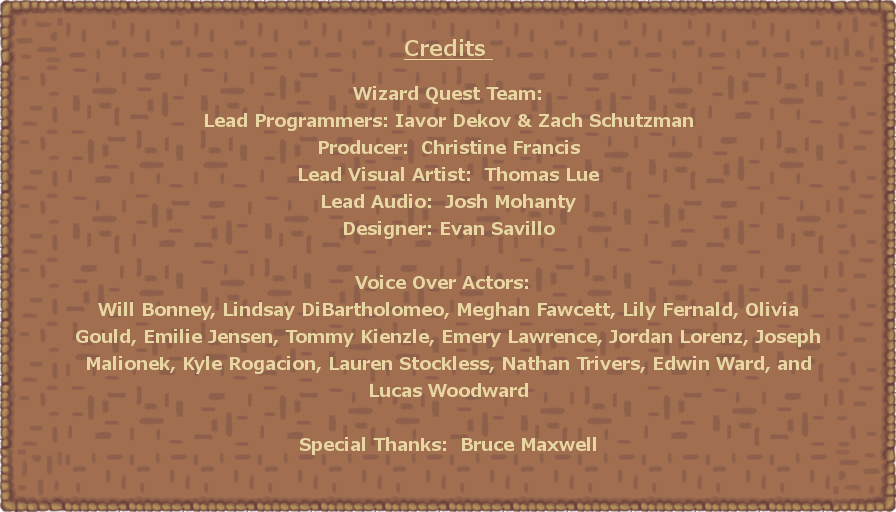 Credits
Wizard Quest Team:
Lead Programmers: Iavor Dekov & Zach Schutzman
Producer:  Christine Francis
Lead Visual Artist:  Thomas Lue
Lead Audio:  Josh Mohanty
Designer: Evan Savillo
Voice Over Actors:
Will Bonney, Lindsay DiBartholomeo, Meghan Fawcett, Lily Fernald, Olivia
Gould, Emilie Jensen, Tommy Kienzle, Emery Lawrence, Jordan Lorenz, Joseph
Malionek, Kyle Rogacion, Lauren Stockless, Nathan Trivers, Edwin Ward, and
Lucas Woodward
Special Thanks:  Bruce Maxwell